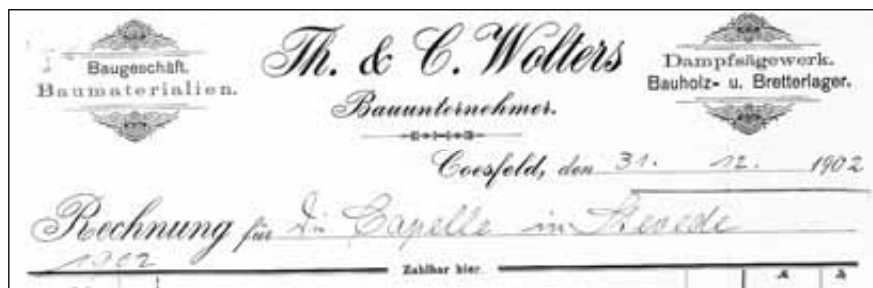 Baugeschäft.
Baumaterialien.
Th. & C. Wolters
Bauunternehmer.
Dampfsägewerk.
Bauholz- u. Bretterlager.
Coesfeld, den 31. 12. 1902
Rechnung für die Capelle in Stevede
1902
Zahlbar hier.